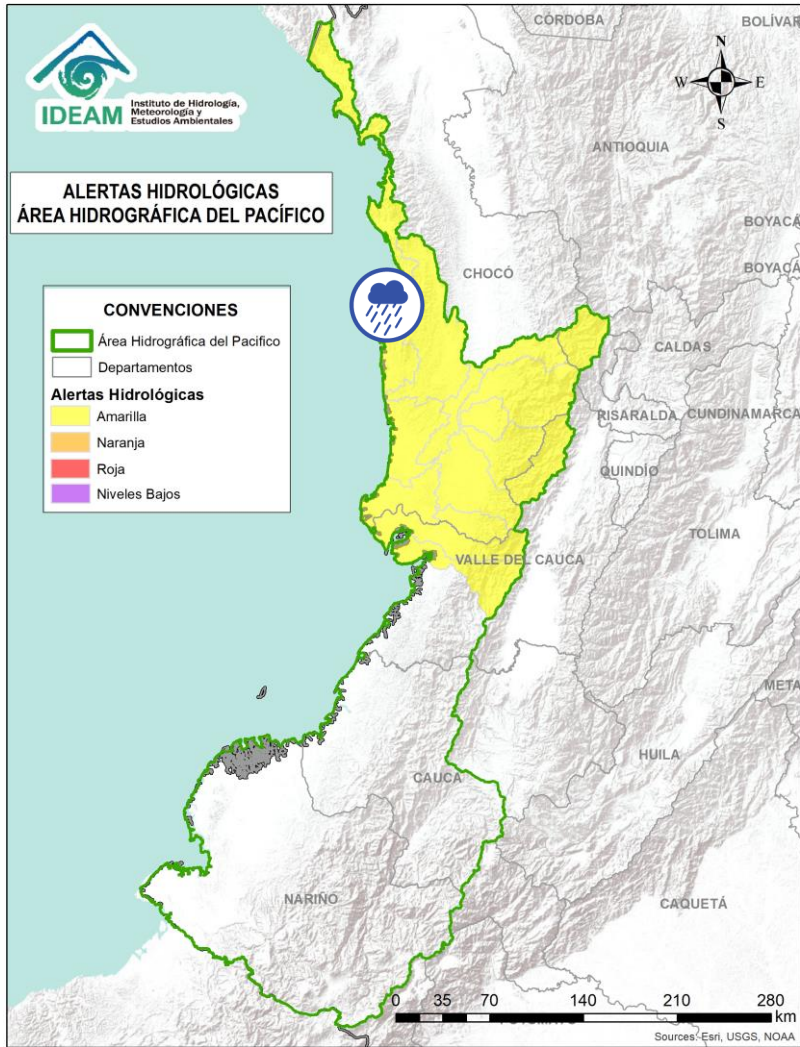 CÓRDOBA
BOLÍVAR
N
W
E
S
IDEAM
Instituto de Hidrología,
Meteorología y
Estudios Ambientales
ANTIOQUIA
ALERTAS HIDROLÓGICAS
ÁREA HIDROGRÁFICA DEL PACÍFICO
BOYACÁ
BOYACÁ
CHOCÓ
CONVENCIONES
Área Hidrográfica del Pacifico
Departamentos
Alertas Hidrológicas
Amarilla
Naranja
Roja
Niveles Bajos
CALDAS
RISARALDA
CUNDINAMARCA
QUINDÍO
TOLIMA
VALLE DEL CAUCA
META
HUILA
CAUCA
NARIÑO
CAQUETÁ
0 35 70 140 210 280
km
Sources: Esri, USGS, NOAA